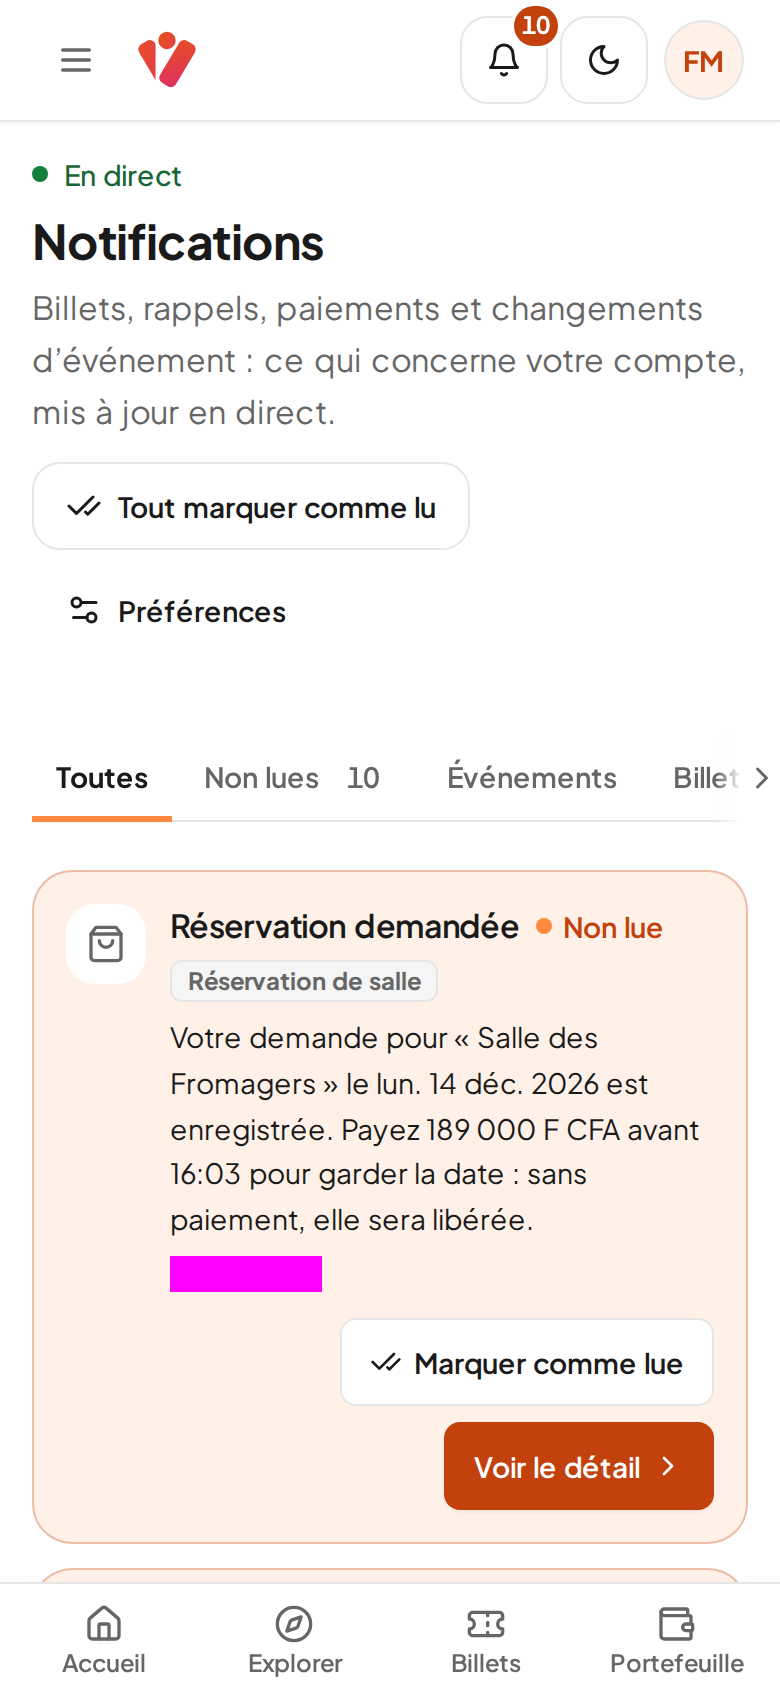 10
FM
En direct
Notifications
Billets, rappels, paiements et changements
d’événement : ce qui concerne votre compte,
mis à jour en direct.
Tout marquer comme lu
Préférences
Toutes
Non lues 10
Événements
Billet
Réservation demandée
Non lue
Réservation de salle
Votre demande pour « Salle des
Fromagers » le lun. 14 déc. 2026 est
enregistrée. Payez 189 000 F CFA avant
16:03 pour garder la date : sans
paiement, elle sera libérée.
Marquer comme lue
Voir le détail
Accueil
Explorer
Billets
Portefeuille